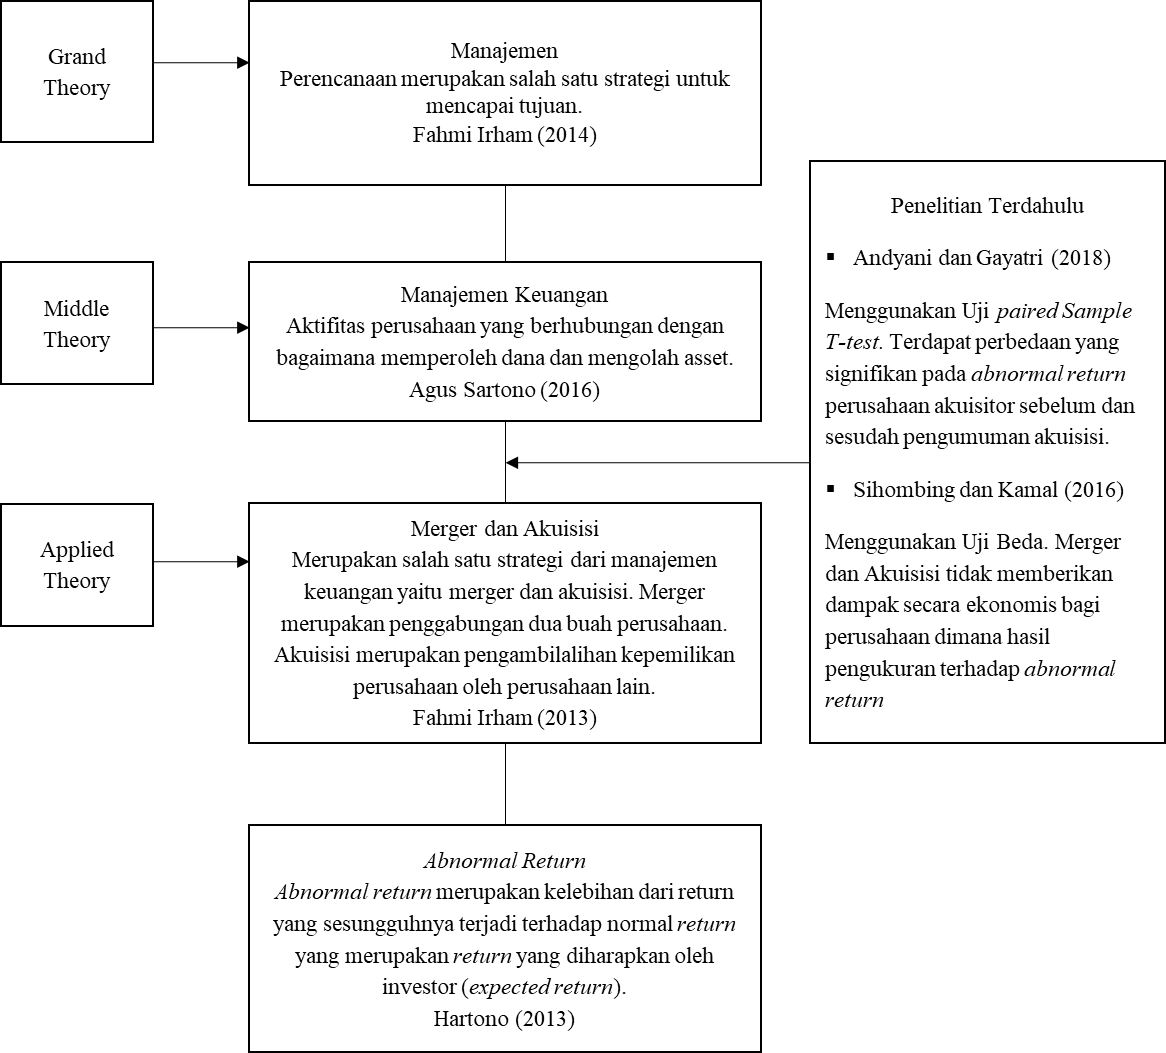 Grand
Theory
Manajemen
Perencanaan merupakan salah satu strategi untuk
mencapai tujuan.
Fahmi Irham (2014)
Middle
Theory
Manajemen Keuangan
Aktifitas perusahaan yang berhubungan dengan
bagaimana memperoleh dana dan mengolah asset.
Agus Sartono (2016)
Penelitian Terdahulu
▪ Andyani dan Gayatri (2018)
Menggunakan Uji paired Sample
T-test. Terdapat perbedaan yang
signifikan pada abnormal return
perusahaan akuisitor sebelum dan
sesudah pengumuman akuisisi.
▪ Sihombing dan Kamal (2016)
Menggunakan Uji Beda. Merger
dan Akuisisi tidak memberikan
dampak secara ekonomis bagi
perusahaan dimana hasil
pengukuran terhadap abnormal
return
Applied
Theory
Merger dan Akuisisi
Merupakan salah satu strategi dari manajemen
keuangan yaitu merger dan akuisisi. Merger
merupakan penggabungan dua buah perusahaan.
Akuisisi merupakan pengambilalihan kepemilikan
perusahaan oleh perusahaan lain.
Fahmi Irham (2013)
Abnormal Return
Abnormal return merupakan kelebihan dari return
yang sesungguhnya terjadi terhadap normal return
yang merupakan return yang diharapkan oleh
investor (expected return).
Hartono (2013)